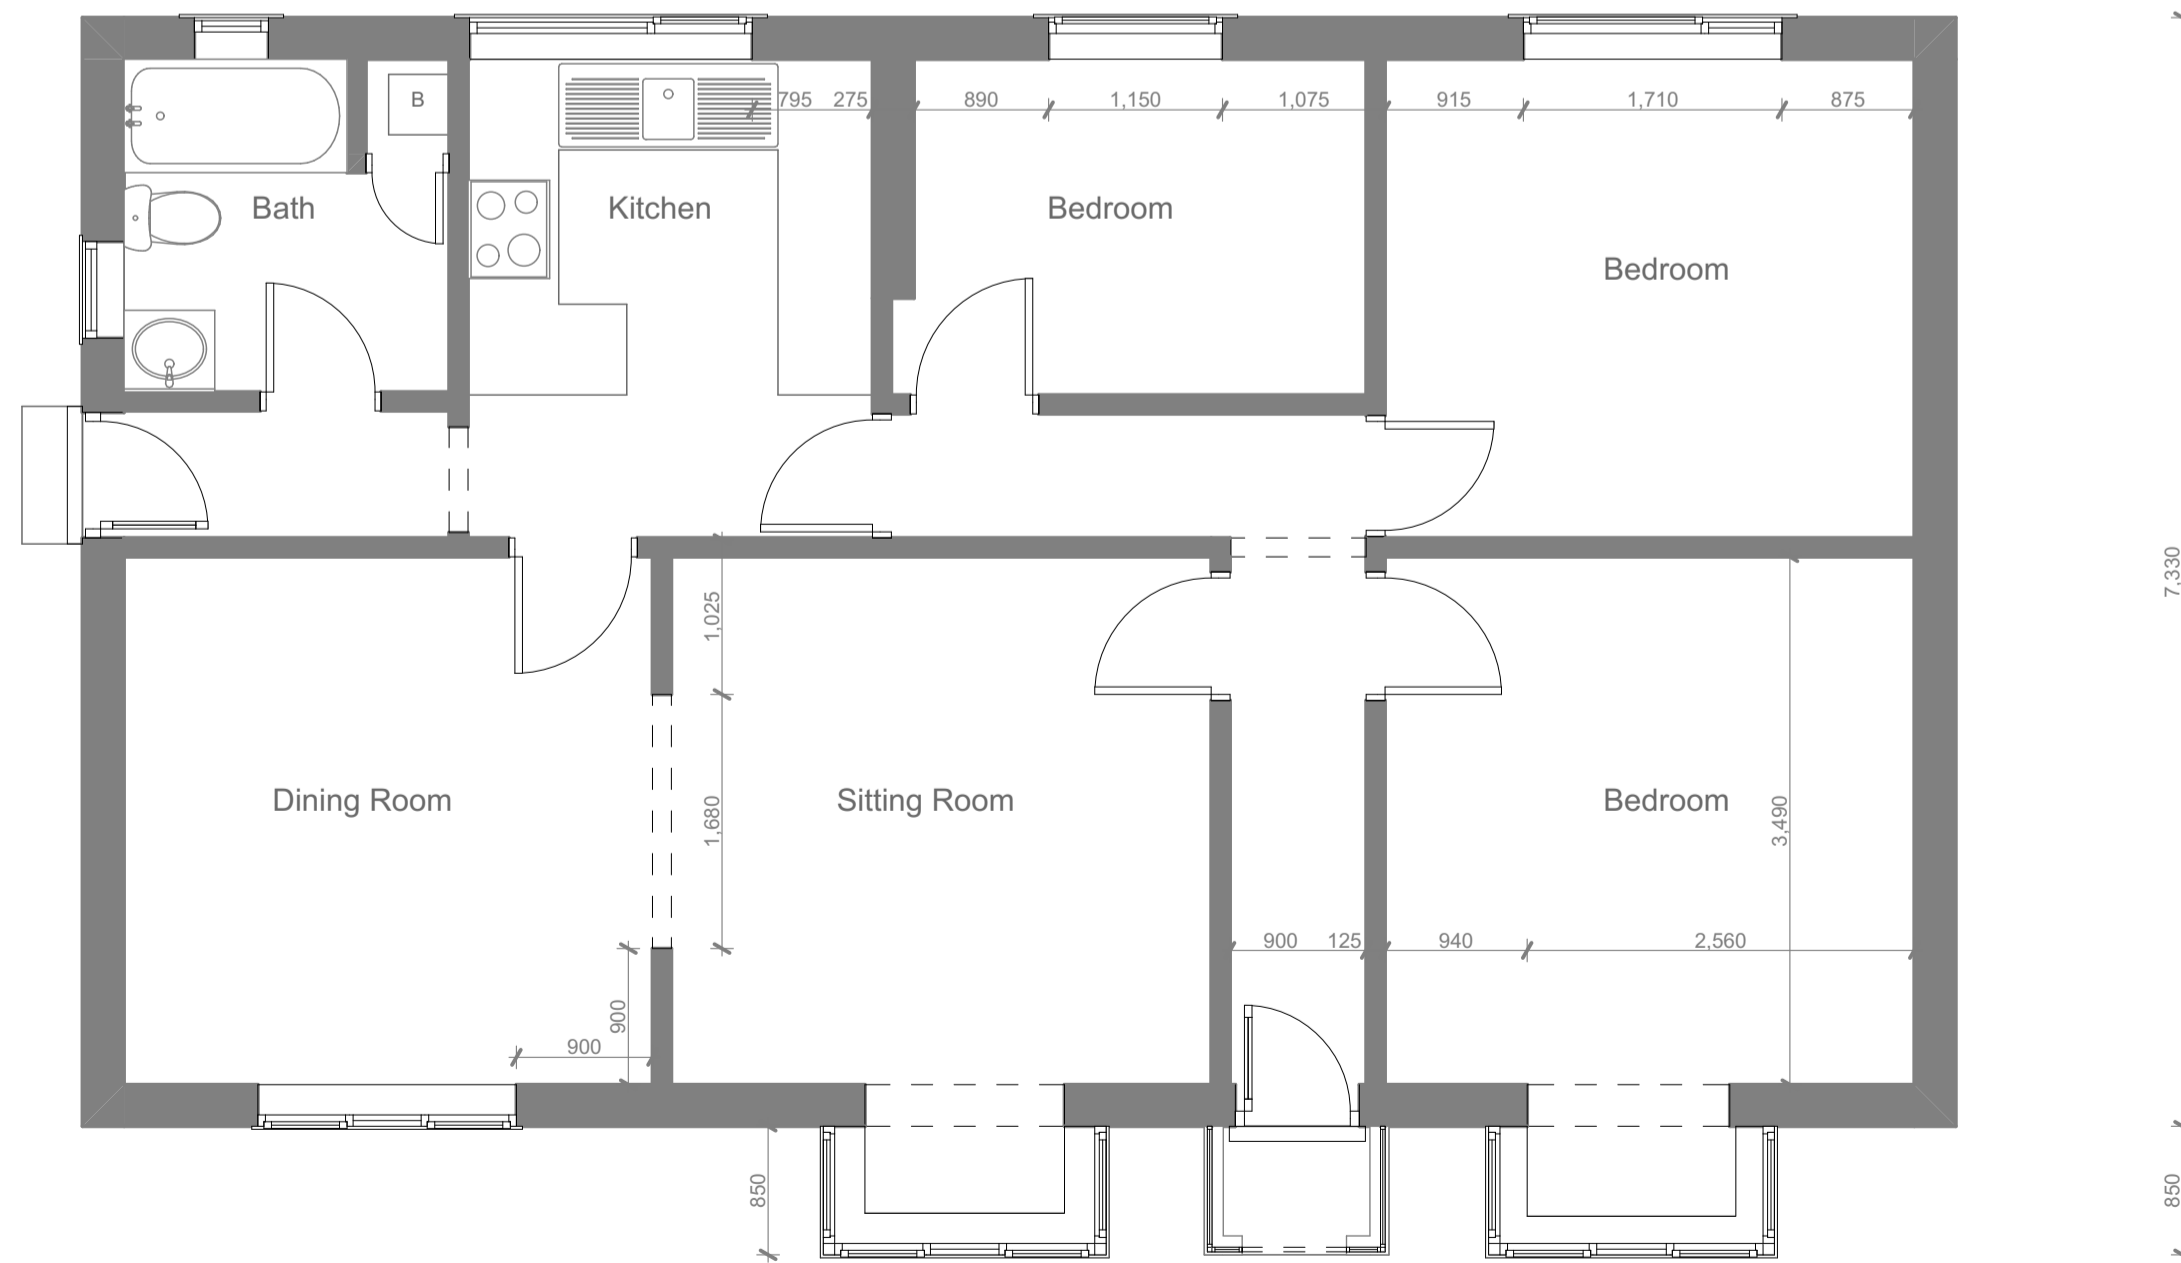 B
795 275
890 1,150 1,075
915 1,710 875
Bath
Kitchen
Bedroom
Bedroom
7,330
1,025
1,680
Dining Room
Sitting Room
Bedroom
3,490
900 125
940 2,560
900
900
850
850